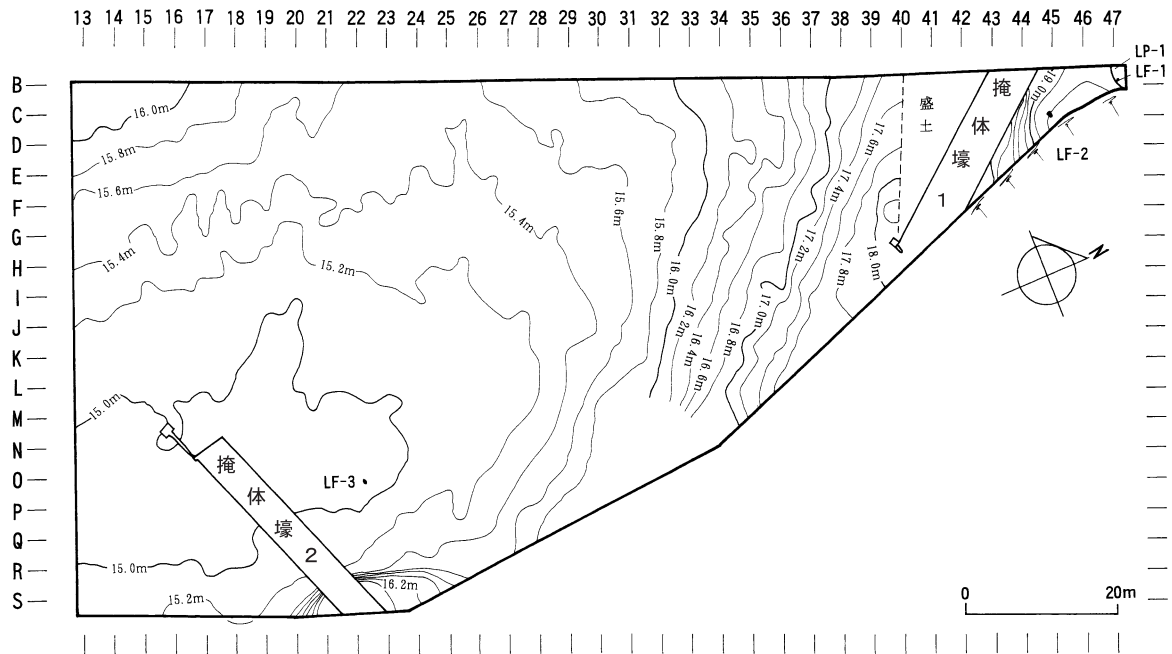 13 14 15 16 17 18 19 20 21 22 23 24 25 26 27 28 29 30 31 32 33 34 35 36 37 38 39 40 41 42 43 44 45 46 47
LP-1
LF-1
B
C
D
E
F
G
H
I
J
K
L
M
N
O
P
Q
R
S
16.0m
15.8m
15.6m
15.4m
15.2m
15.0m
15.0m
15.2m
16.2m
15.4m
15.6m
15.8m
16.0m
16.2m
16.4m
16.6m
16.8m
17.0m
17.2m
17.4m
17.6m
17.8m
18.0m
19.0m
盛土
掩体壕1
LF-2
掩体壕2
LF-3
N
0 20m